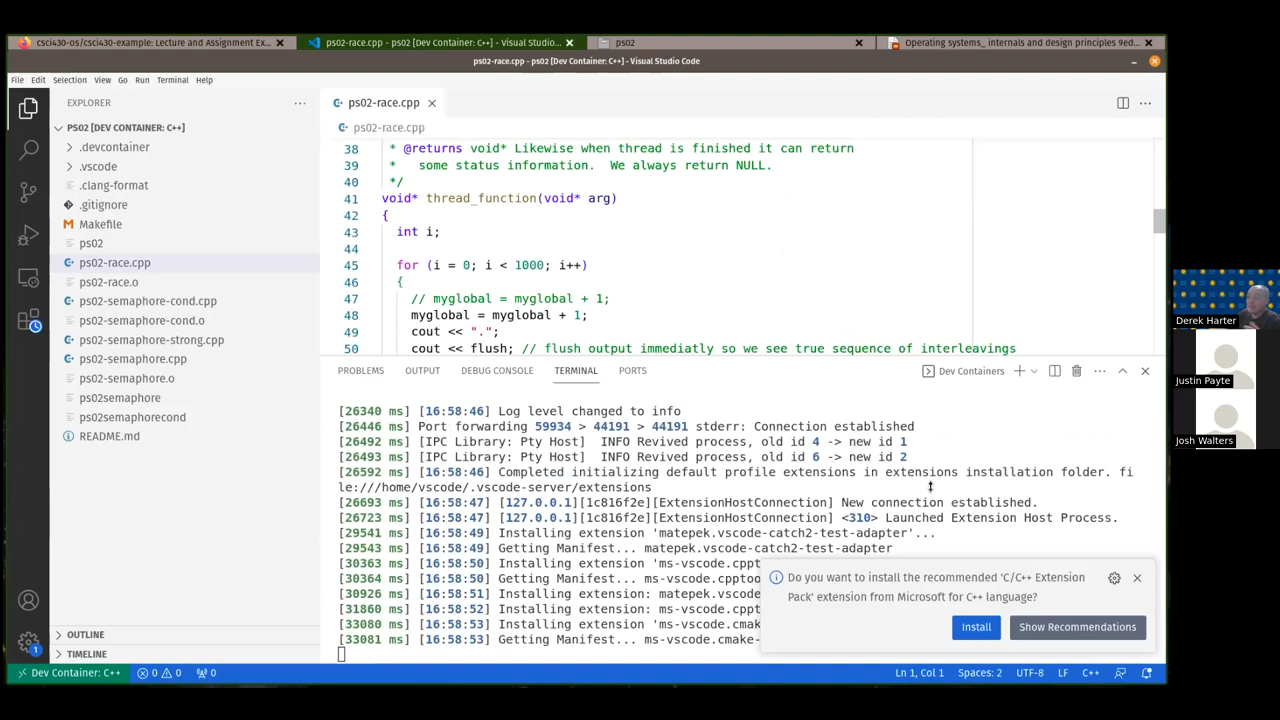 csci430-os/csci430-example: Lecture and Assignment Ex... ×
ps02-race.cpp - ps02 [Dev Container: C++] - Visual Studio... ×
ps02 ×
Operating systems_ internals and design principles 9ed... ×
ps02-race.cpp - ps02 [Dev Container: C++] - Visual Studio Code
File Edit Selection View Go Run Terminal Help
EXPLORER
PS02 [DEV CONTAINER: C++]
.devcontainer
.vscode
.clang-format
.gitignore
Makefile
ps02
ps02-race.cpp
ps02-race.o
ps02-semaphore-cond.cpp
ps02-semaphore-cond.o
ps02-semaphore-strong.cpp
ps02-semaphore.cpp
ps02-semaphore.o
ps02semaphore
ps02semaphorecond
README.md
OUTLINE
TIMELINE
1
ps02-race.cpp
ps02-race.cpp
38 * @returns void* Likewise when thread is finished it can return
39 *   some status information.  We always return NULL.
40 */
41 void* thread_function(void* arg)
42 {
43 int i;
44
45 for (i = 0; i < 1000; i++)
46 {
47 // myglobal = myglobal + 1;
48 myglobal = myglobal + 1;
49 cout << ".";
50 cout << flush; // flush output immediatly so we see true sequence of interleavings
PROBLEMS OUTPUT DEBUG CONSOLE TERMINAL PORTS
Dev Containers
[26340 ms] [16:58:46] Log level changed to info
[26446 ms] Port forwarding 59934 > 44191 > 44191 stderr: Connection established
[26492 ms] [IPC Library: Pty Host]  INFO Revived process, old id 4 -> new id 1
[26493 ms] [IPC Library: Pty Host]  INFO Revived process, old id 6 -> new id 2
[26592 ms] [16:58:46] Completed initializing default profile extensions in extensions installation folder. fi
le:///home/vscode/.vscode-server/extensions
[26693 ms] [16:58:47] [127.0.0.1][1c816f2e][ExtensionHostConnection] New connection established.
[26723 ms] [16:58:47] [127.0.0.1][1c816f2e][ExtensionHostConnection] <310> Launched Extension Host Process.
[29541 ms] [16:58:49] Installing extension 'matepek.vscode-catch2-test-adapter'...
[29543 ms] [16:58:49] Getting Manifest... matepek.vscode-catch2-test-adapter
[30363 ms] [16:58:50] Installing extension 'ms-vscode.cppt
[30364 ms] [16:58:50] Getting Manifest... ms-vscode.cpptoo
[30926 ms] [16:58:51] Installing extension: matepek.vscode
[31860 ms] [16:58:52] Installing extension: ms-vscode.cppt
[33080 ms] [16:58:53] Installing extension 'ms-vscode.cmak
[33081 ms] [16:58:53] Getting Manifest... ms-vscode.cmake-
Do you want to install the recommended 'C/C++ Extension
Pack' extension from Microsoft for C++ language?
Install
Show Recommendations
Dev Container: C++ 0 0 0
Ln 1, Col 1 Spaces: 2 UTF-8 LF C++
Derek Harter
Justin Payte
Josh Walters